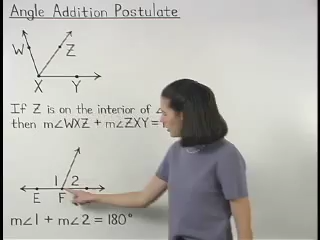 Angle Addition Postulate
W Z
X Y
If Z is on the interior of
then m∠WXZ + m∠ZXY =
1 2
E F
m∠1 + m∠2 = 180°